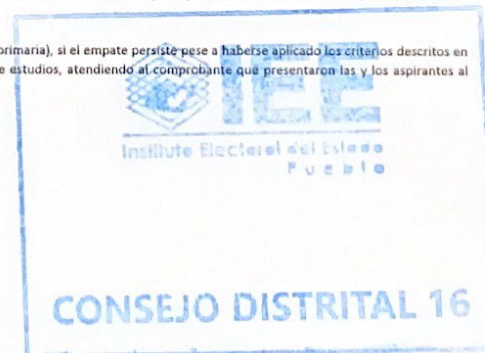 primaria), si el empate persiste pese a haberse aplicado los criterios descritos en
e estudios, atendiendo al comprobante que presentaron las y los aspirantes al
IEE
Instituto Electoral del Estado
Puebla
CONSEJO DISTRITAL 16